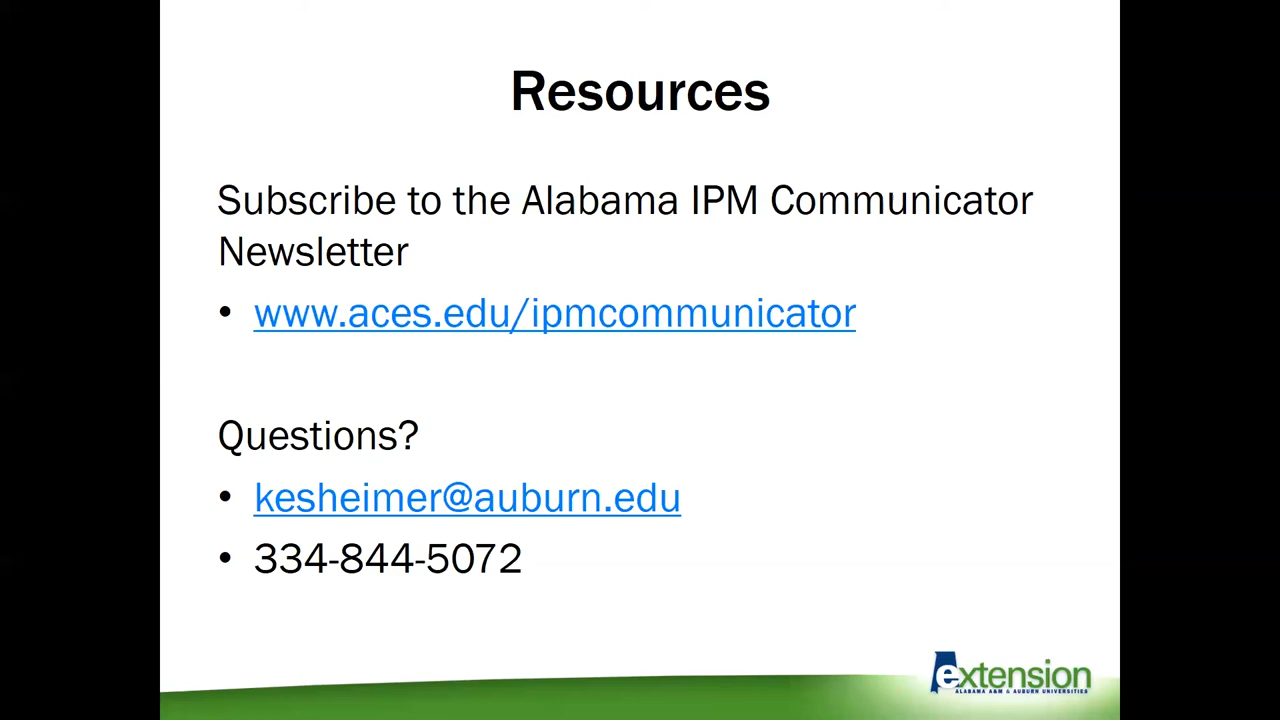 Resources
Subscribe to the Alabama IPM Communicator
Newsletter
• www.aces.edu/ipmcommunicator
Questions?
• kesheimer@auburn.edu
• 334-844-5072
extension
ALABAMA A&M & AUBURN UNIVERSITIES